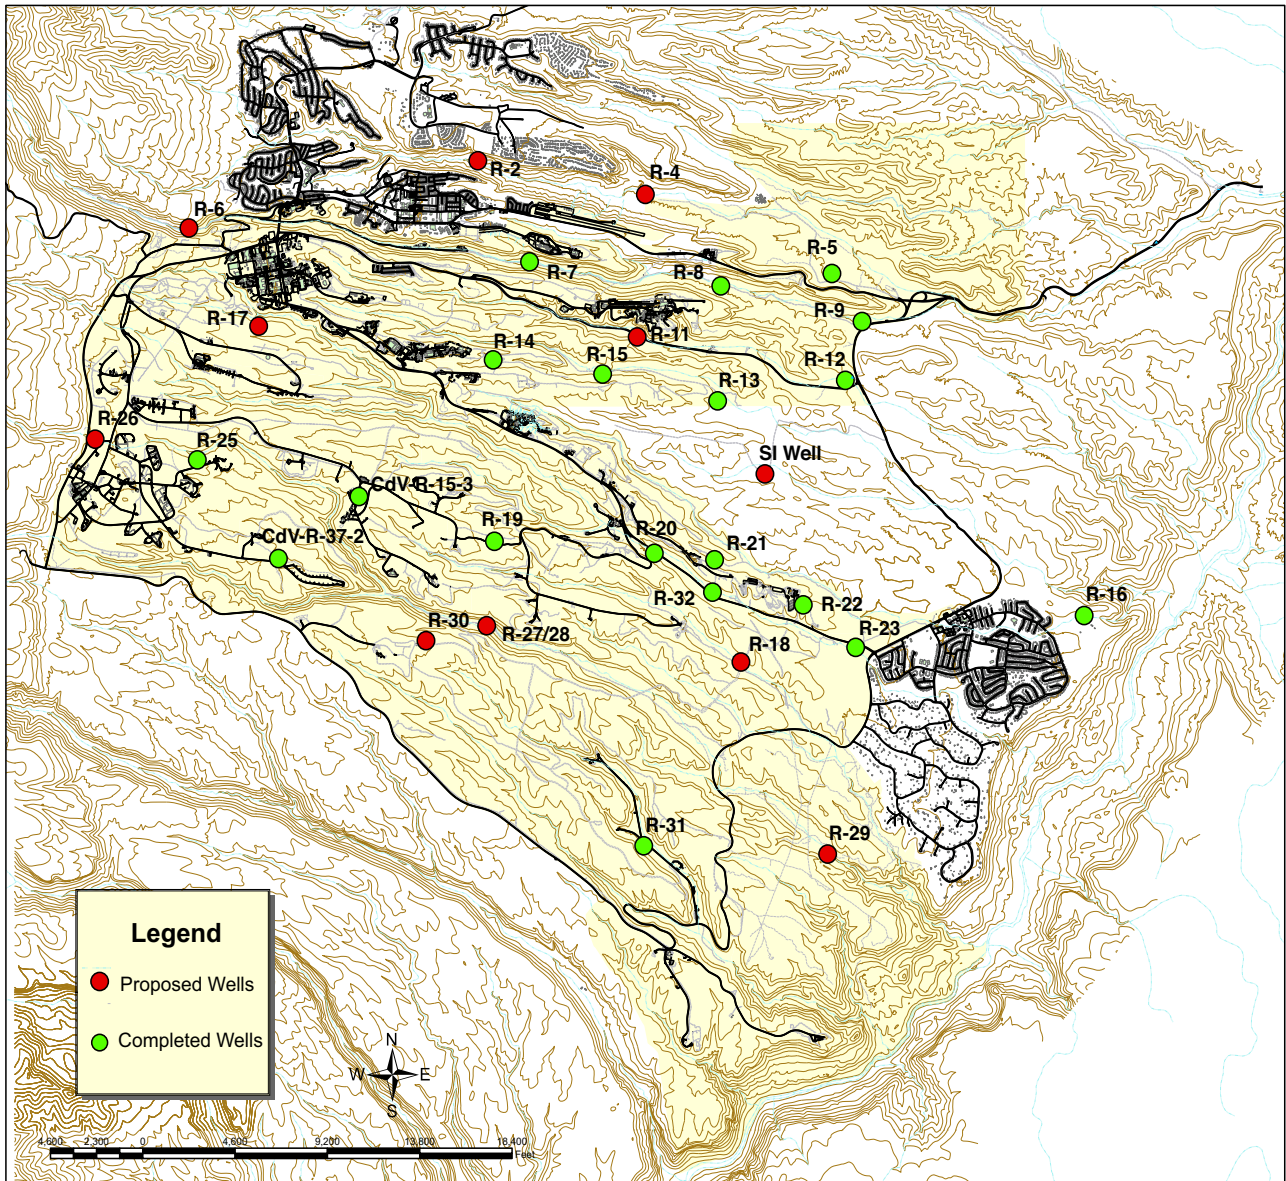 R-2
R-4
R-6
R-5
R-7
R-8
R-9
R-17
R-11
R-14
R-15
R-12
R-13
R-26
R-25
SI Well
CdV-R-15-3
R-19
R-20
CdV-R-37-2
R-21
R-32
R-22
R-16
R-30
R-27/28
R-23
R-18
R-31
R-29
Legend
Proposed Wells
Completed Wells
N
W E
S
4,600 2,300 0 4,600 9,200 13,800 18,400
Feet